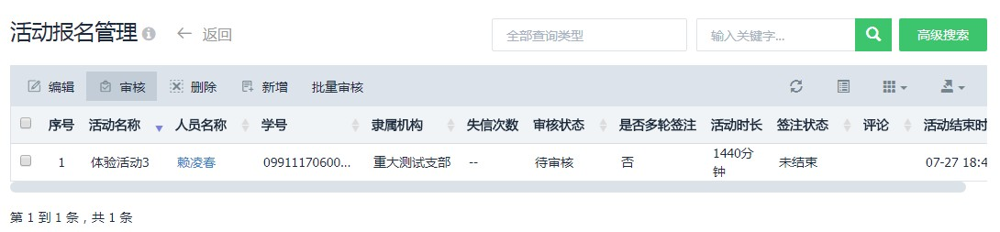 活动报名管理 返回 全部查询类型 输入关键字... 高级搜索
编辑 审核 删除 新增 批量审核
序号 活动名称 人员名称 学号 隶属机构 失信次数 审核状态 是否多轮签注 活动时长 签注状态 评论 活动结束时
1 体验活动3 赖凌春 09911170600... 重大测试支部 -- 待审核 否 1440分钟 未结束 07-27 18:4
第 1 到 1 条，共 1 条